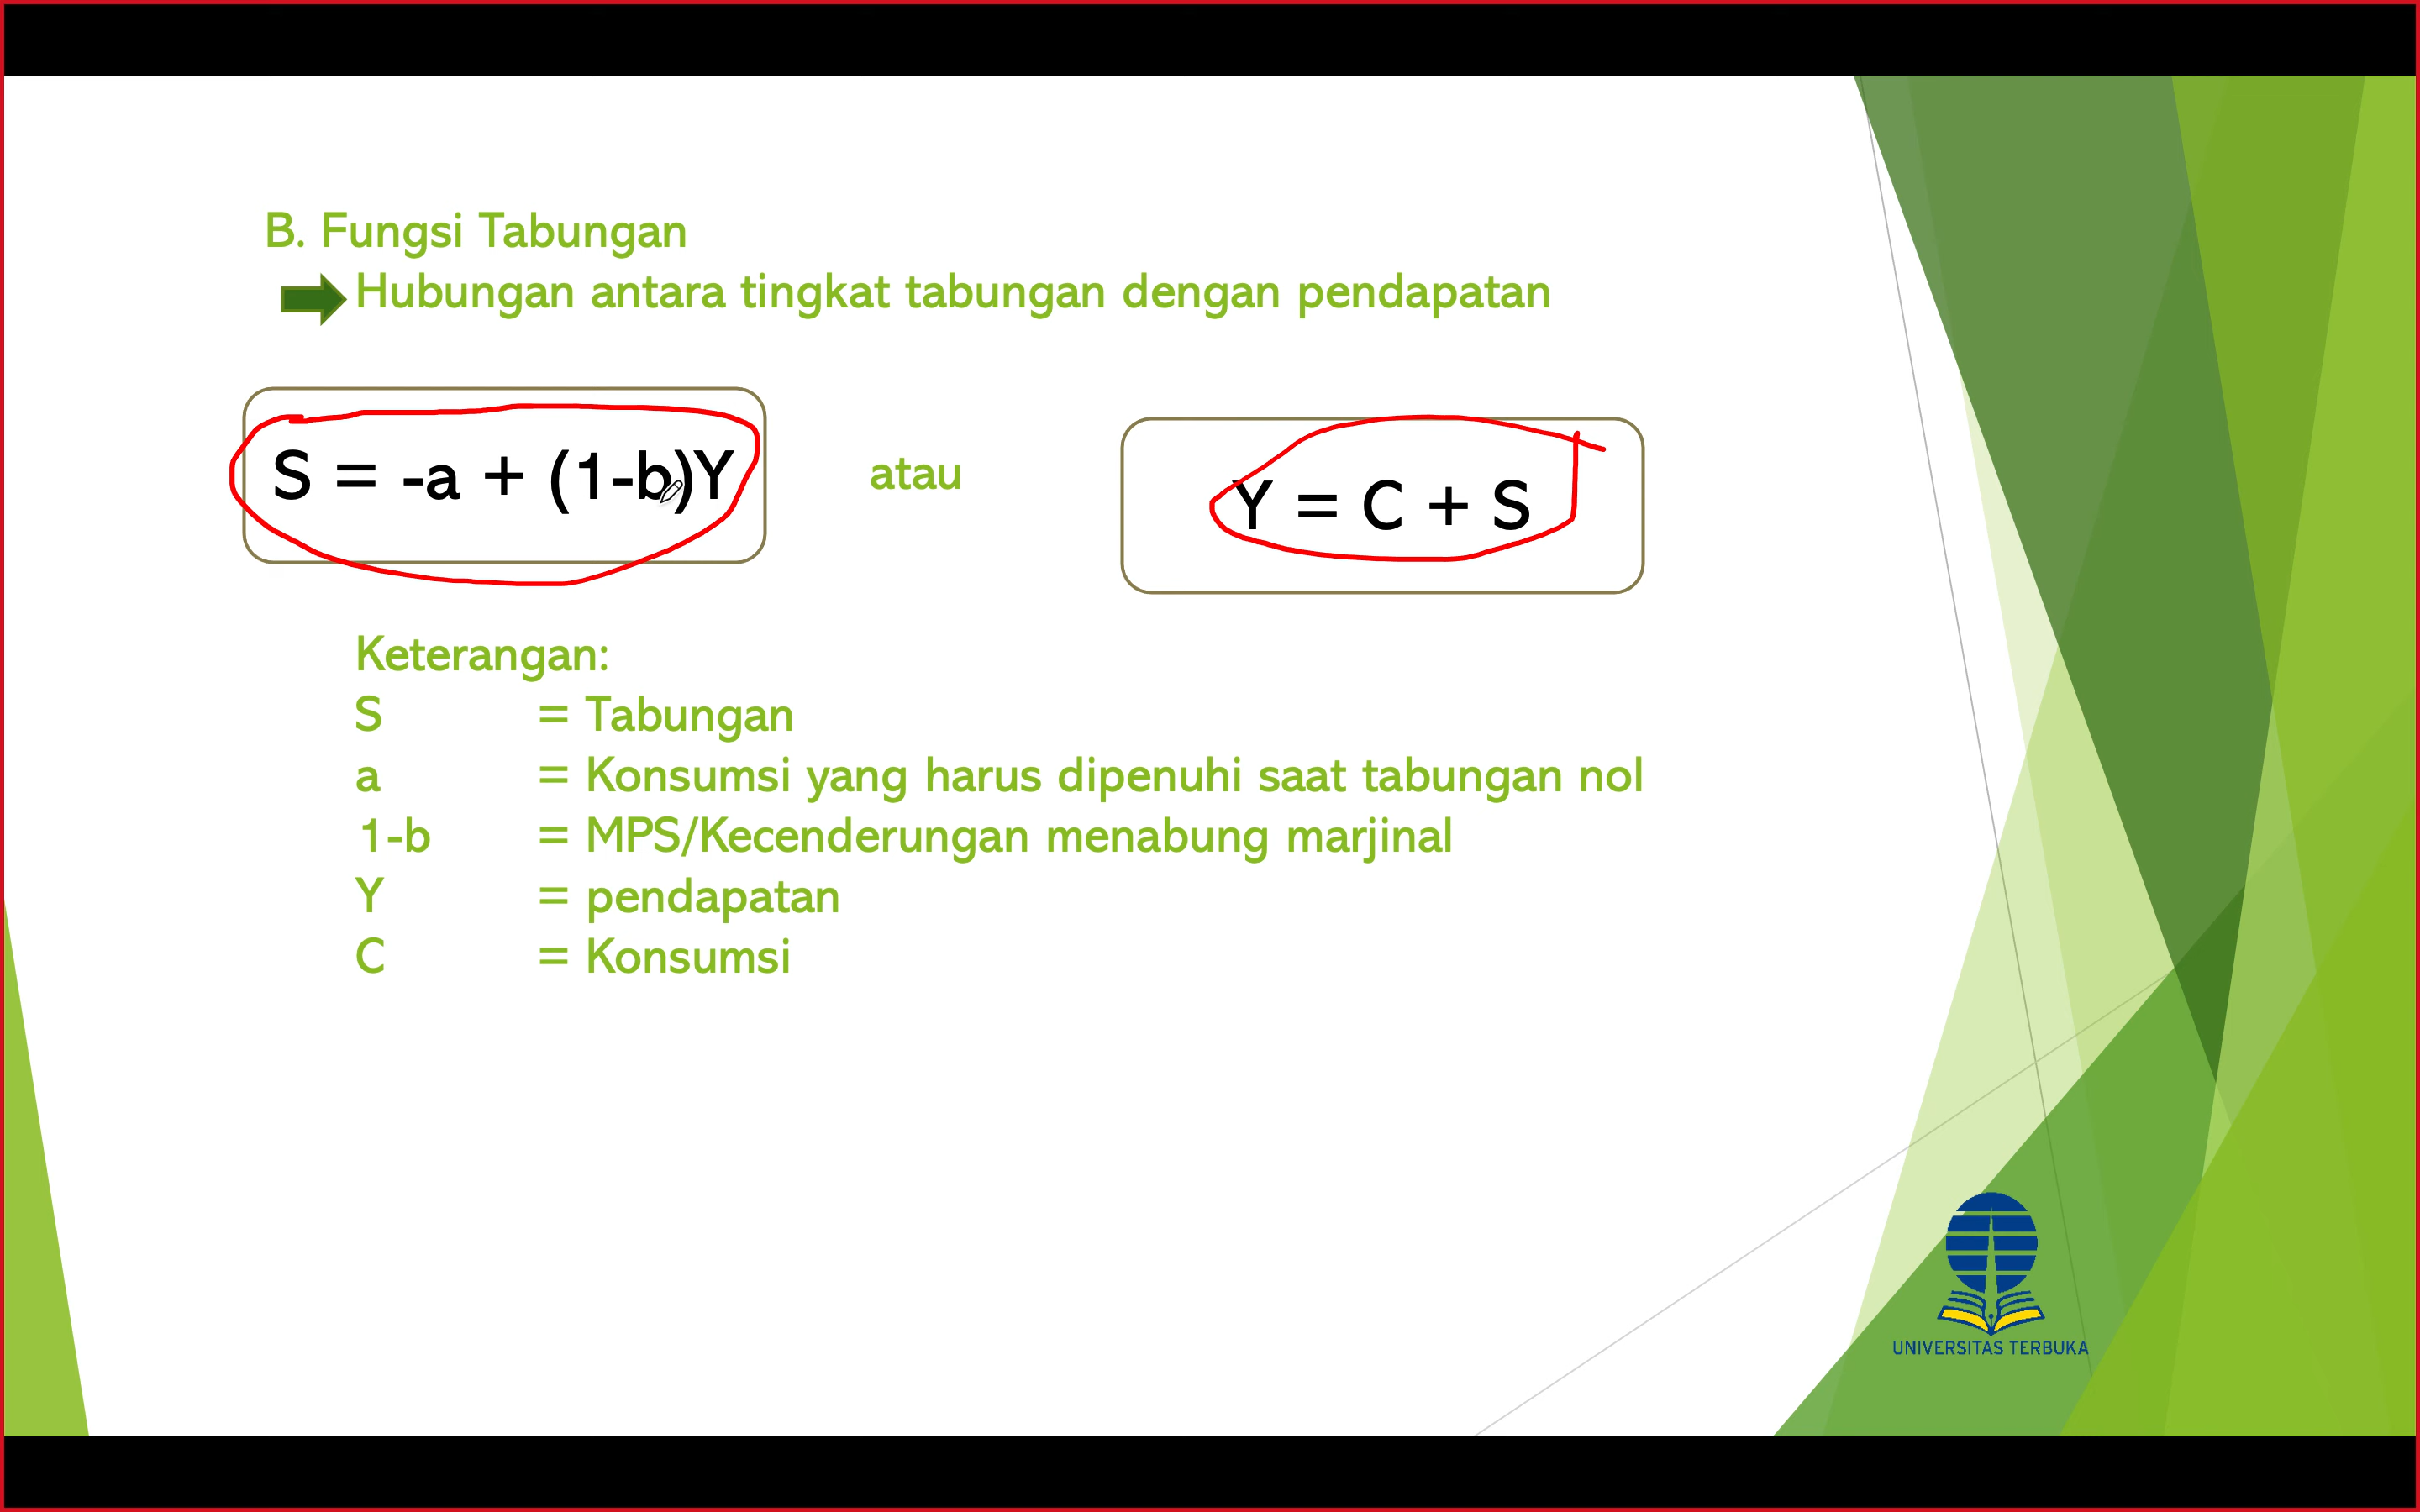 B. Fungsi Tabungan
Hubungan antara tingkat tabungan dengan pendapatan
S = -a + (1-b)Y
atau
Y = C + S
Keterangan:
S = Tabungan
a = Konsumsi yang harus dipenuhi saat tabungan nol
1-b = MPS/Kecenderungan menabung marjinal
Y = pendapatan
C = Konsumsi
UNIVERSITAS TERBUKA